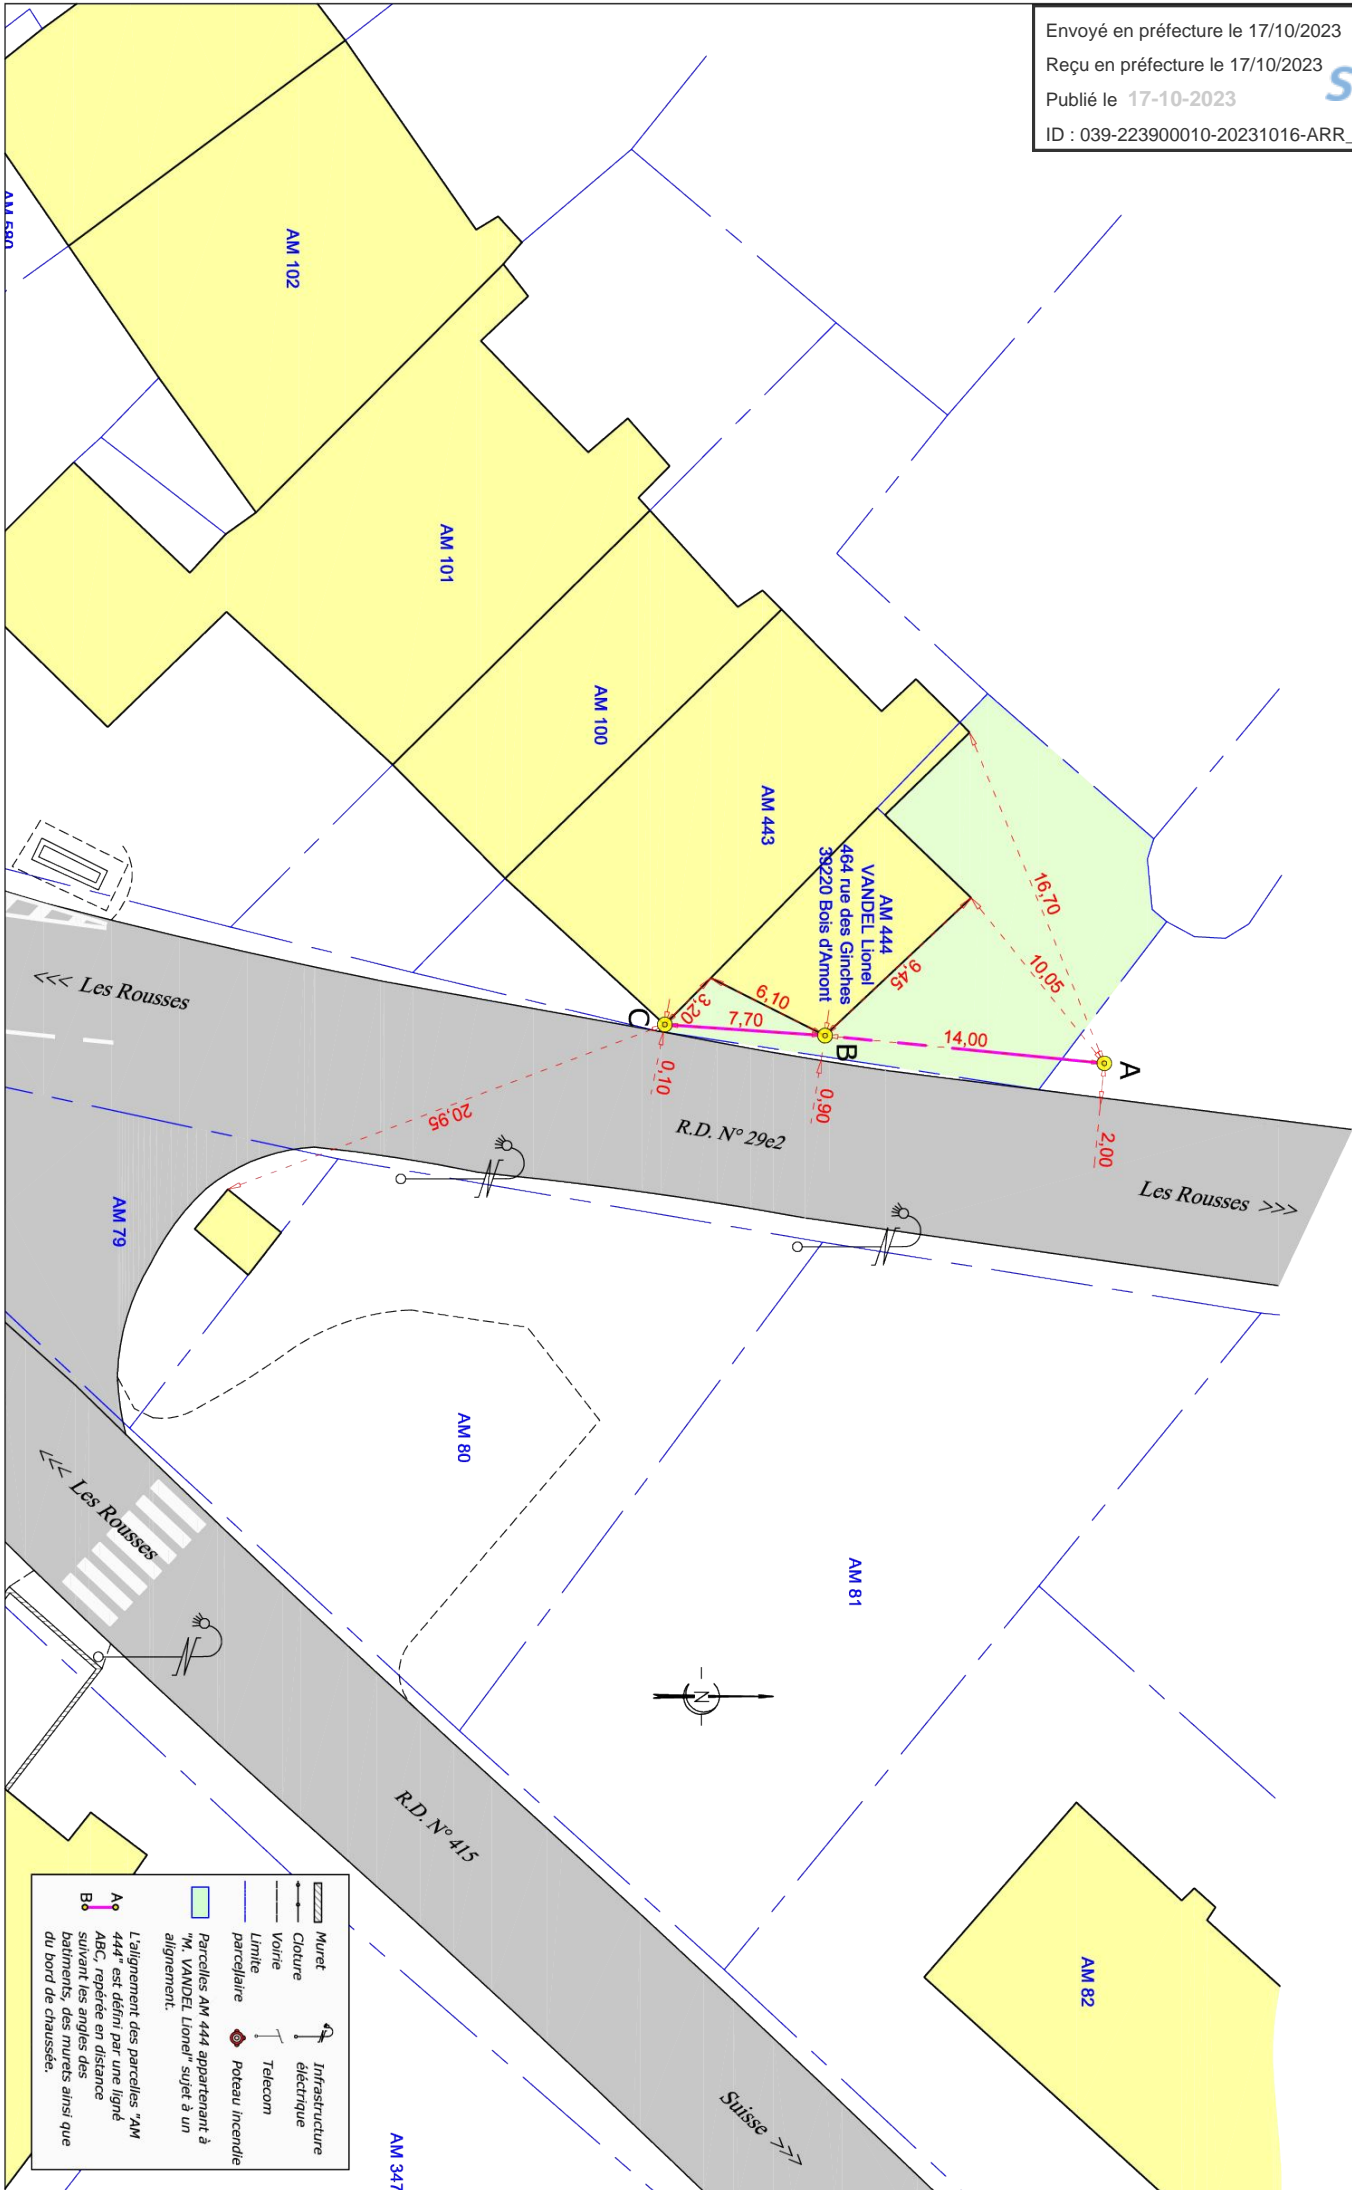 Envoyé en préfecture le 17/10/2023
Reçu en préfecture le 17/10/2023
Publié le 17-10-2023
ID : 039-223900010-20231016-ARR_
AM 580
AM 102
AM 101
AM 100
AM 443
AM 444
VANDEL Lionel
464 rue des Ginches
39220 Bois d'Amont
16,70
10,05
9,45
6,10
3,20
7,70
14,00
A
B
C
0,10
0,90
2,00
20,95
<<< Les Rousses
R.D. N° 29e2
Les Rousses >>>
AM 79
AM 80
AM 81
AM 82
<<< Les Rousses
R.D. N° 415
Suisse >>>
N
AM 347
Muret
Cloture
Voirie
Limite
parcellaire
Infrastructure
éléctrique
Telecom
Poteau incendie
Parcelles AM 444 appartenant à
"M. VANDEL Lionel" sujet à un
alignement.
A
B
L'alignement des parcelles "AM
444" est défini par une ligné
ABC, repérée en distance
suivant les angles des
batiments, des murets ainsi que
du bord de chaussée.